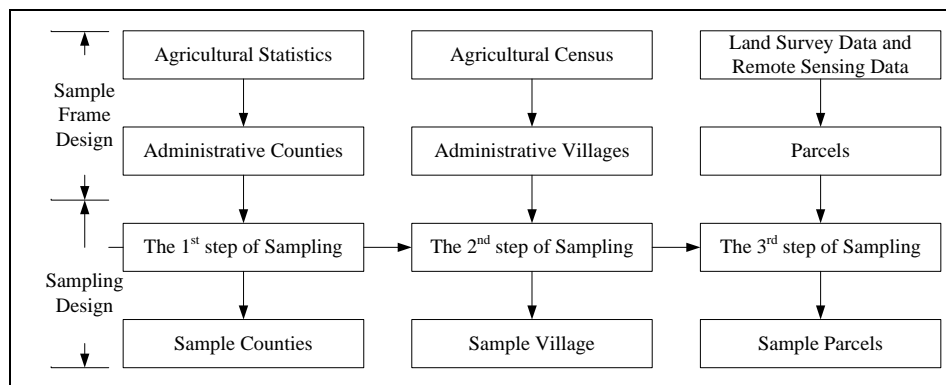 Sample
Frame
Design
Agricultural Statistics
Agricultural Census
Land Survey Data and
Remote Sensing Data
Administrative Counties
Administrative Villages
Parcels
Sampling
Design
The 1st step of Sampling
The 2nd step of Sampling
The 3rd step of Sampling
Sample Counties
Sample Village
Sample Parcels